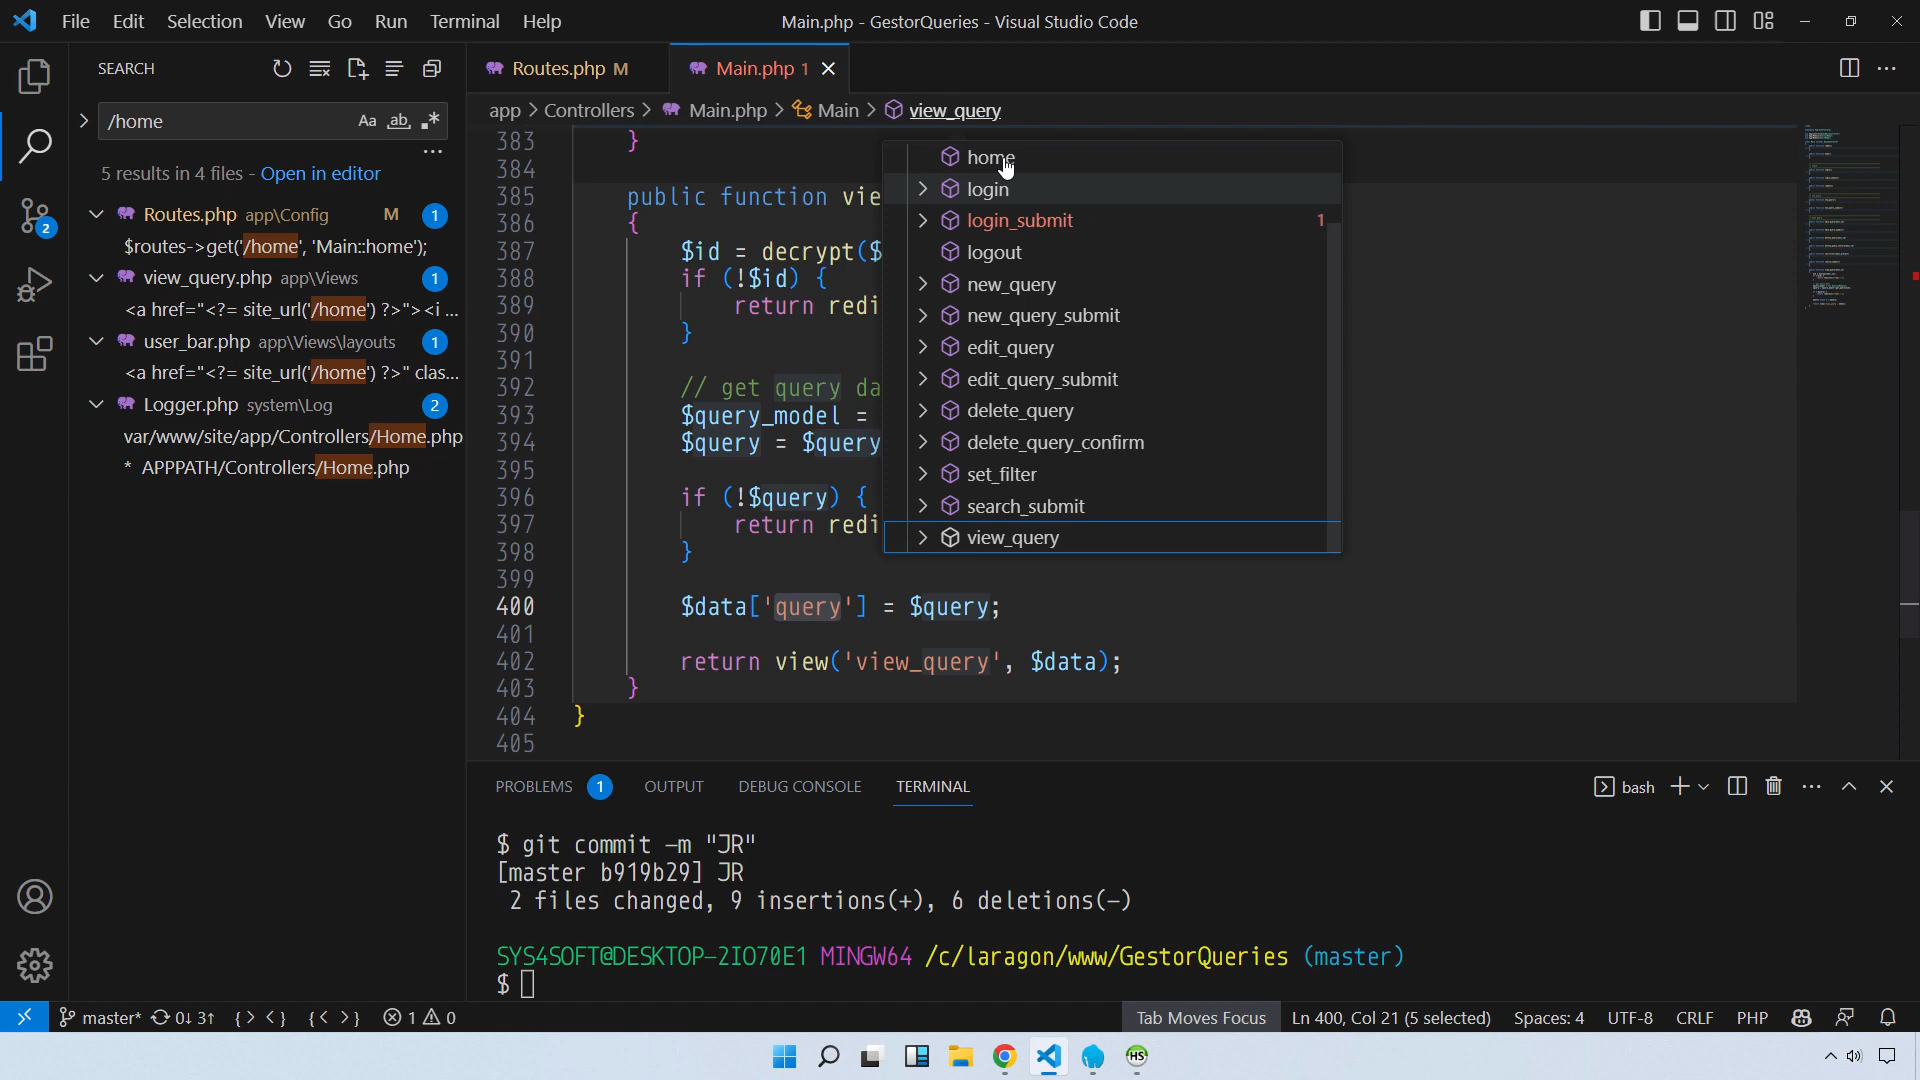 File Edit Selection View Go Run Terminal Help
Main.php - GestorQueries - Visual Studio Code
SEARCH
/home
Aa ab .*
5 results in 4 files - Open in editor
Routes.php app\Config M 1
$routes->get('/home', 'Main::home');
view_query.php app\Views 1
<a href="<?= site_url('/home') ?>"><i ...
user_bar.php app\Views\layouts 1
<a href="<?= site_url('/home') ?>" clas...
Logger.php system\Log 2
var/www/site/app/Controllers/Home.php
* APPPATH/Controllers/Home.php
2
Routes.php M
Main.php 1
app > Controllers > Main.php > Main > view_query
383 }
384
385 public function vie
386 {
387 $id = decrypt($
388 if (!$id) {
389 return redi
390 }
391
392 // get query da
393 $query_model =
394 $query = $query
395
396 if (!$query) {
397 return redi
398 }
399
400 $data['query'] = $query;
401
402 return view('view_query', $data);
403 }
404 }
405
home
login
login_submit 1
logout
new_query
new_query_submit
edit_query
edit_query_submit
delete_query
delete_query_confirm
set_filter
search_submit
view_query
PROBLEMS 1 OUTPUT DEBUG CONSOLE TERMINAL
bash
$ git commit -m "JR"
[master b919b29] JR
2 files changed, 9 insertions(+), 6 deletions(-)
SYS4SOFT@DESKTOP-2IO70E1 MINGW64 /c/laragon/www/GestorQueries (master)
$
master* 0↓ 3↑ {> <} {< >} 1 0
Tab Moves Focus Ln 400, Col 21 (5 selected) Spaces: 4 UTF-8 CRLF PHP
HS